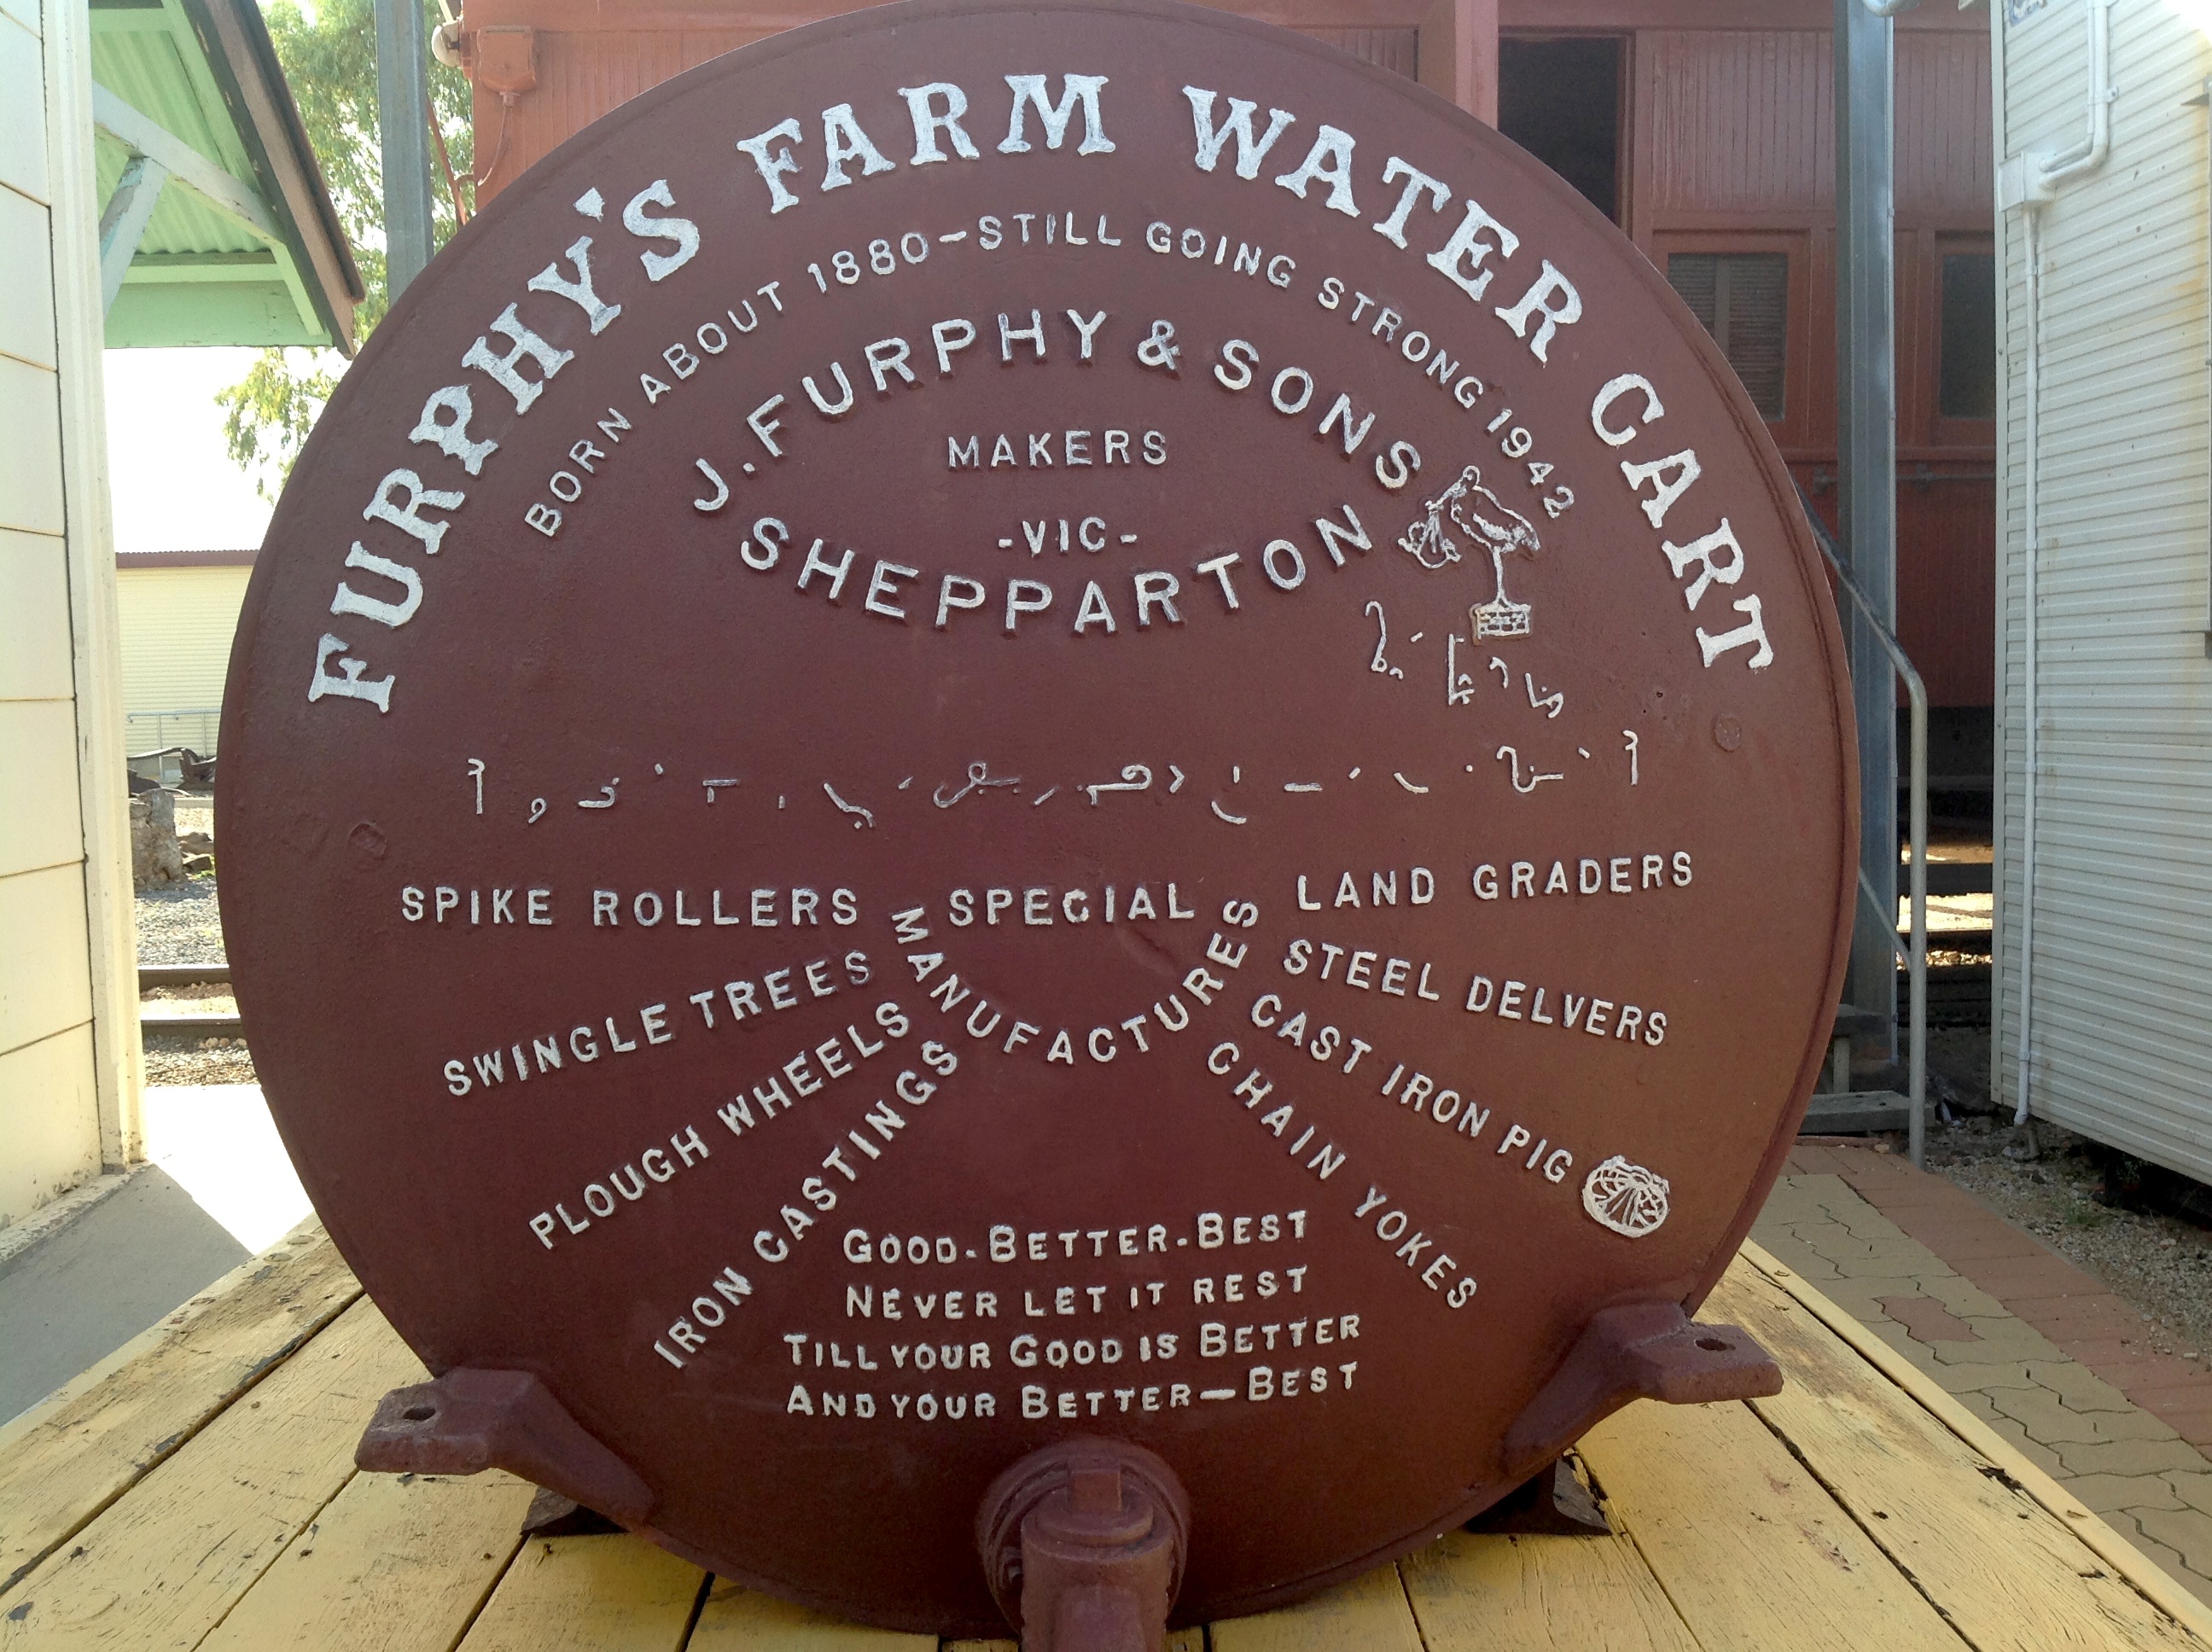 FURPHY'S FARM WATER CART
BORN ABOUT 1880-STILL GOING STRONG 1942
J. FURPHY & SONS
MAKERS
-VIC-
SHEPPARTON
SPECIAL
MANUFACTURES
SPIKE ROLLERS
SWINGLE TREES
PLOUGH WHEELS
IRON CASTINGS
LAND GRADERS
STEEL DELVERS
CAST IRON PIG
CHAIN YOKES
GOOD.-BETTER.-BEST
NEVER LET IT REST
TILL YOUR GOOD IS BETTER
AND YOUR BETTER—BEST